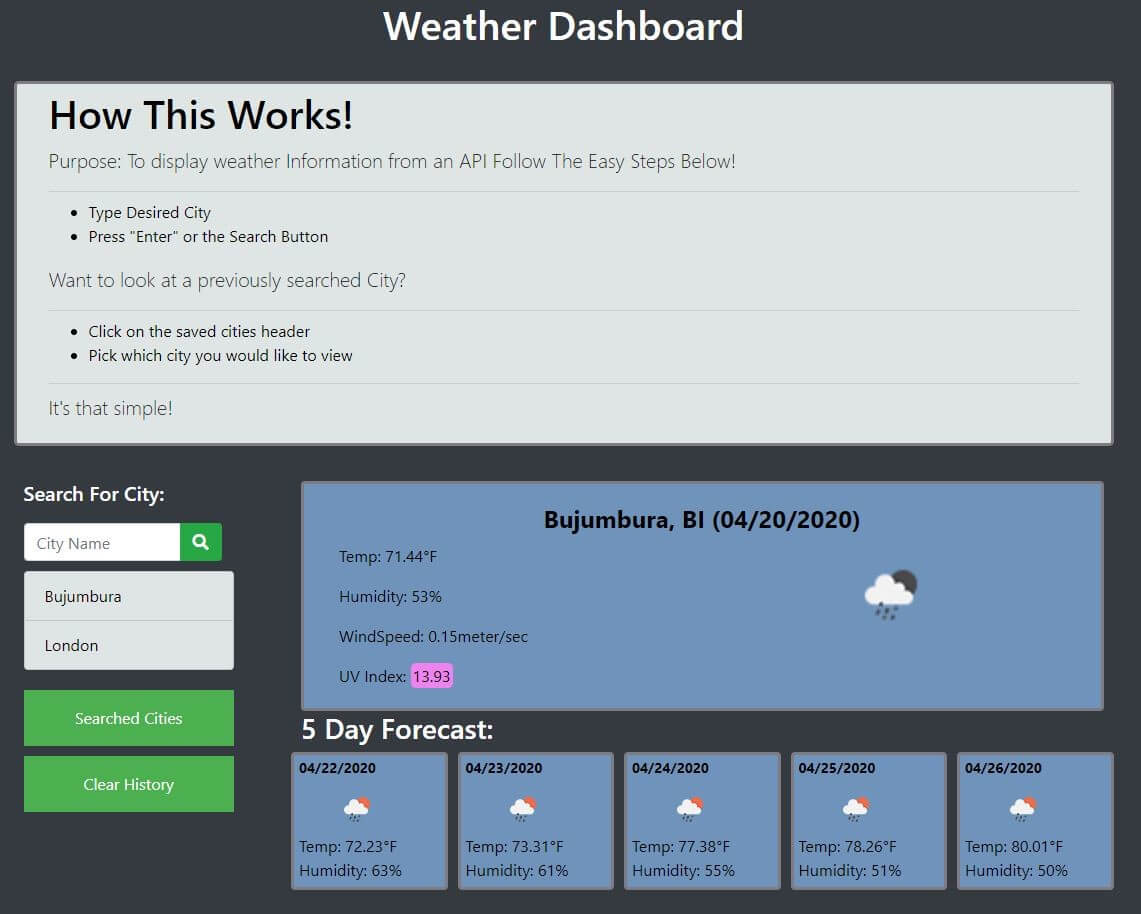 Weather Dashboard
How This Works!
Purpose: To display weather Information from an API Follow The Easy Steps Below!
Type Desired City
Press "Enter" or the Search Button
Want to look at a previously searched City?
Click on the saved cities header
Pick which city you would like to view
It's that simple!
Search For City:
City Name
Bujumbura
London
Searched Cities
Clear History
Bujumbura, BI (04/20/2020)
Temp: 71.44°F
Humidity: 53%
WindSpeed: 0.15meter/sec
UV Index: 13.93
5 Day Forecast:
04/22/2020
Temp: 72.23°F
Humidity: 63%
04/23/2020
Temp: 73.31°F
Humidity: 61%
04/24/2020
Temp: 77.38°F
Humidity: 55%
04/25/2020
Temp: 78.26°F
Humidity: 51%
04/26/2020
Temp: 80.01°F
Humidity: 50%